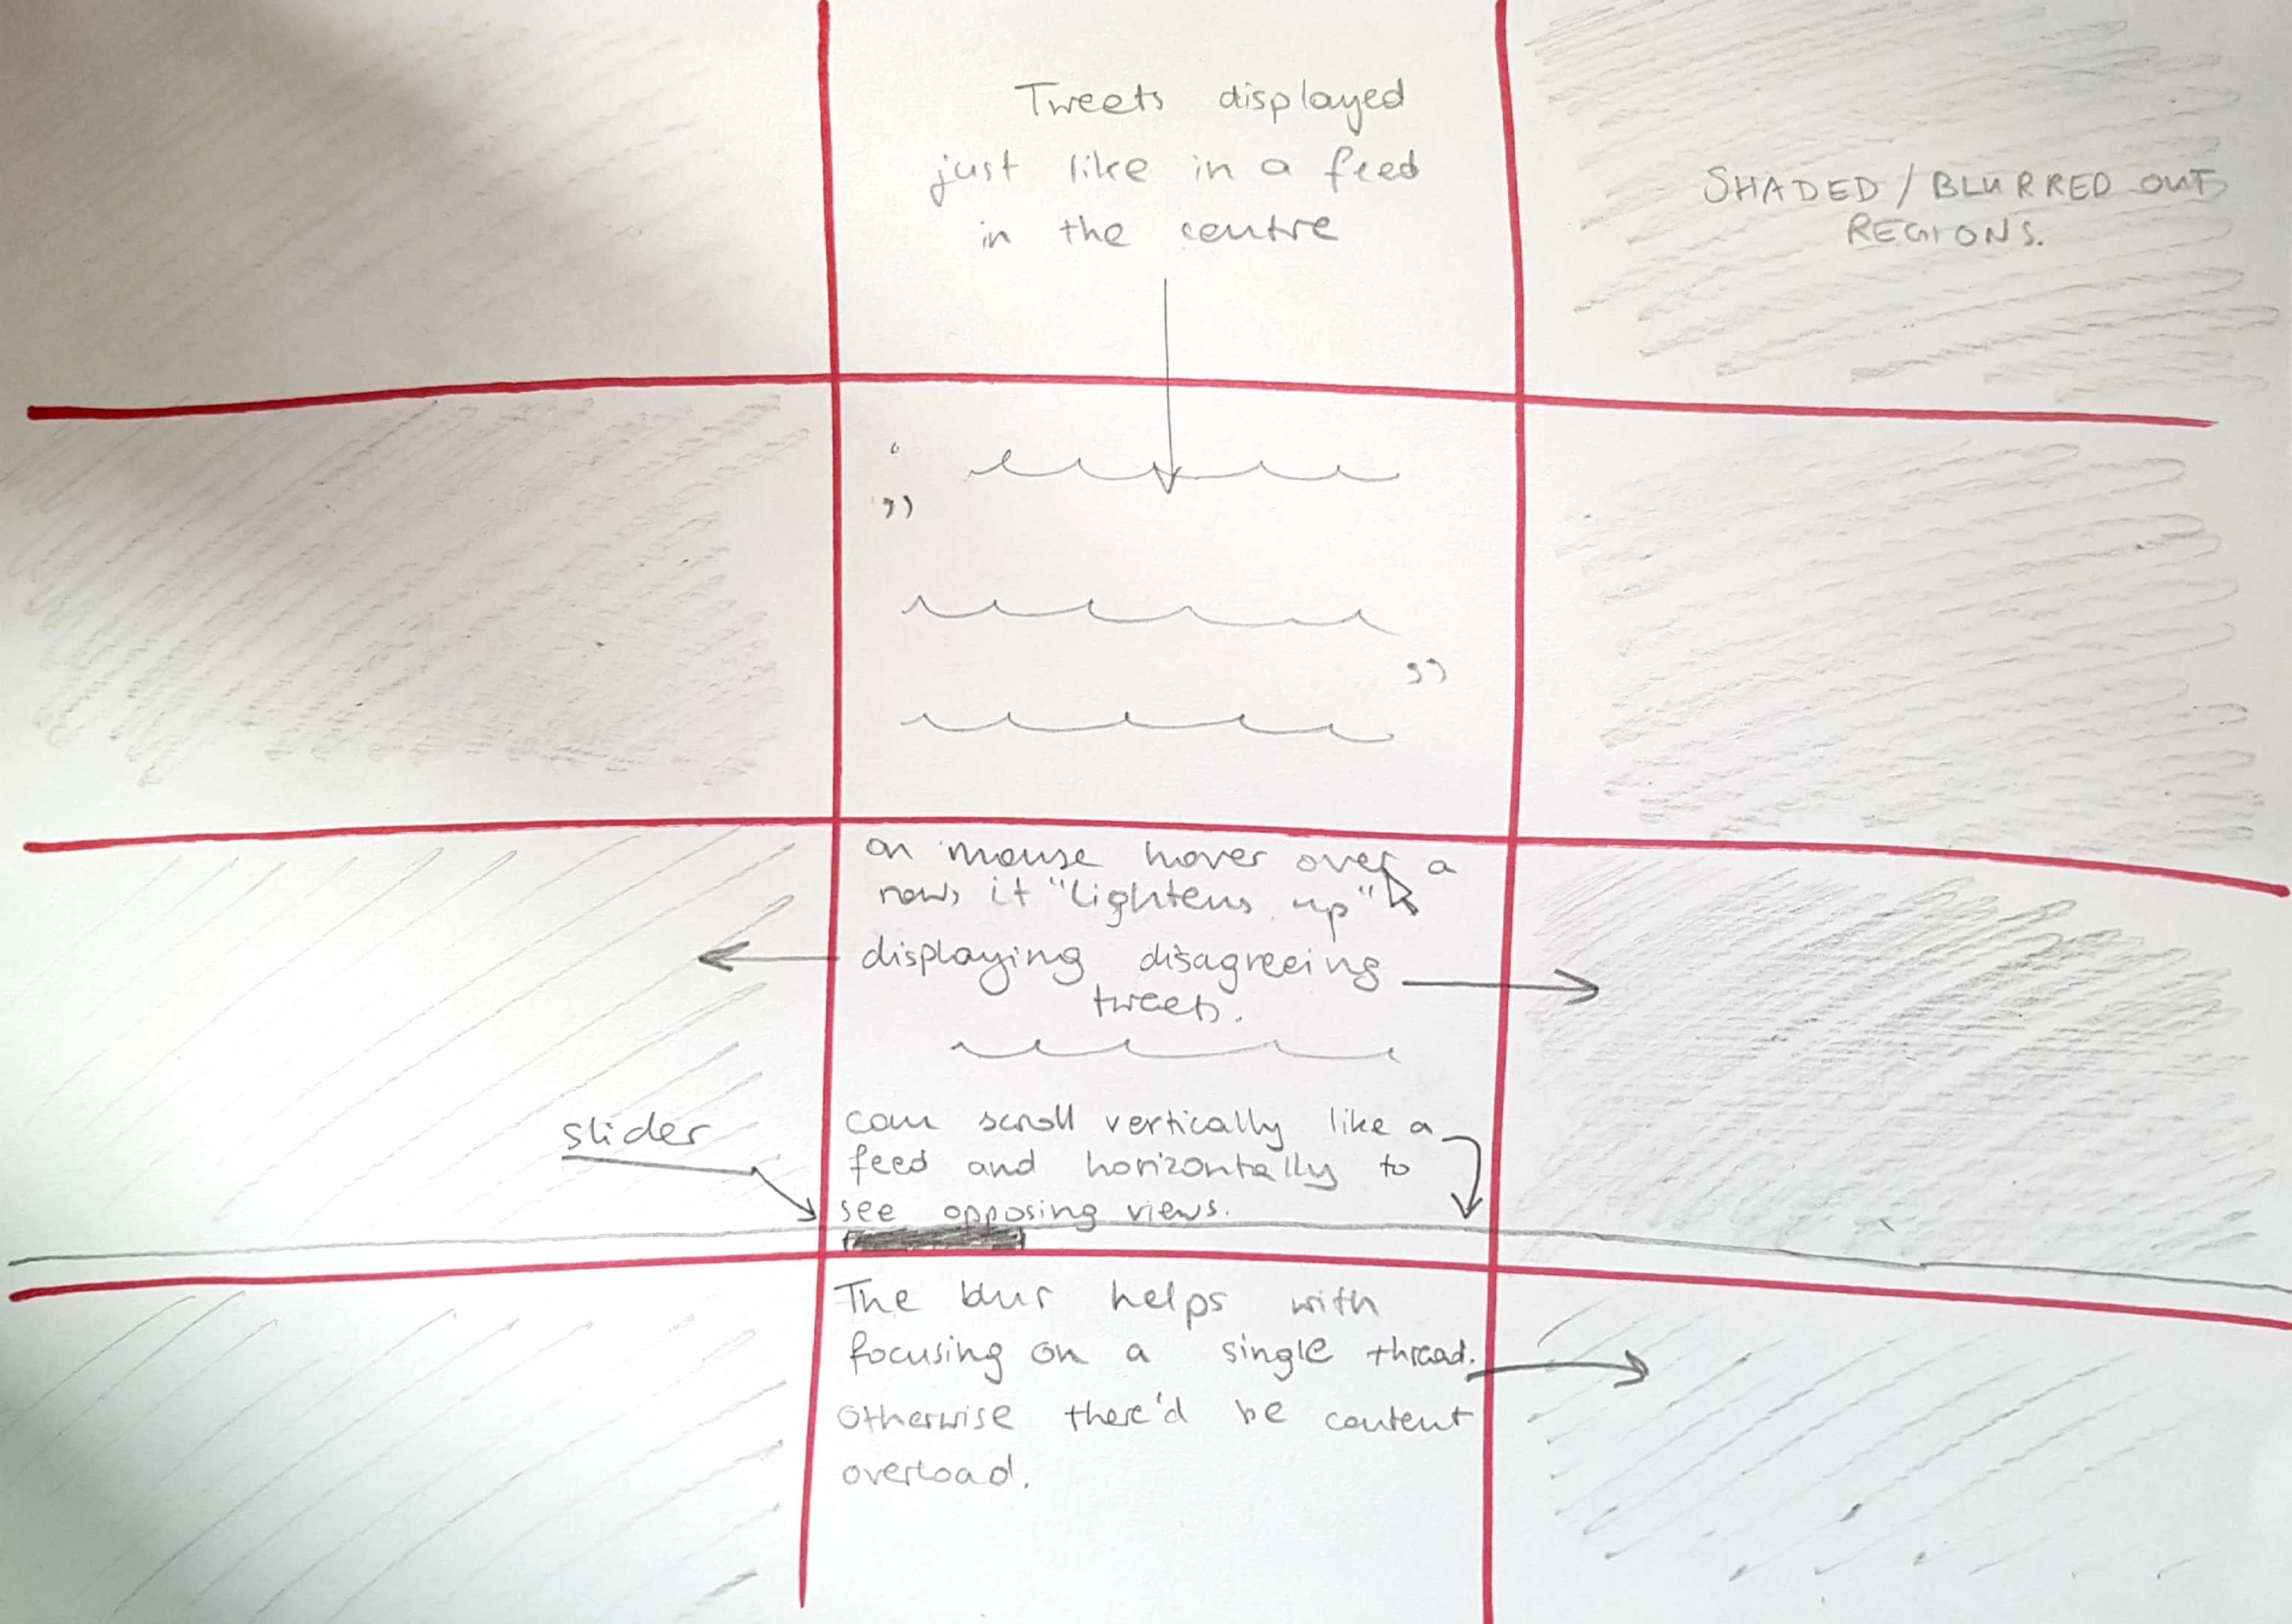 Tweets displayed
just like in a feed
in the centre
SHADED / BLURRED OUT
REGIONS.
”
”
on mouse hover over a
row it "lightens up"
displaying disagreeing
tweets.
slider
can scroll vertically like a
feed and horizontally to
see opposing views.
The blur helps with
focusing on a single thread.
otherwise there'd be content
overload.